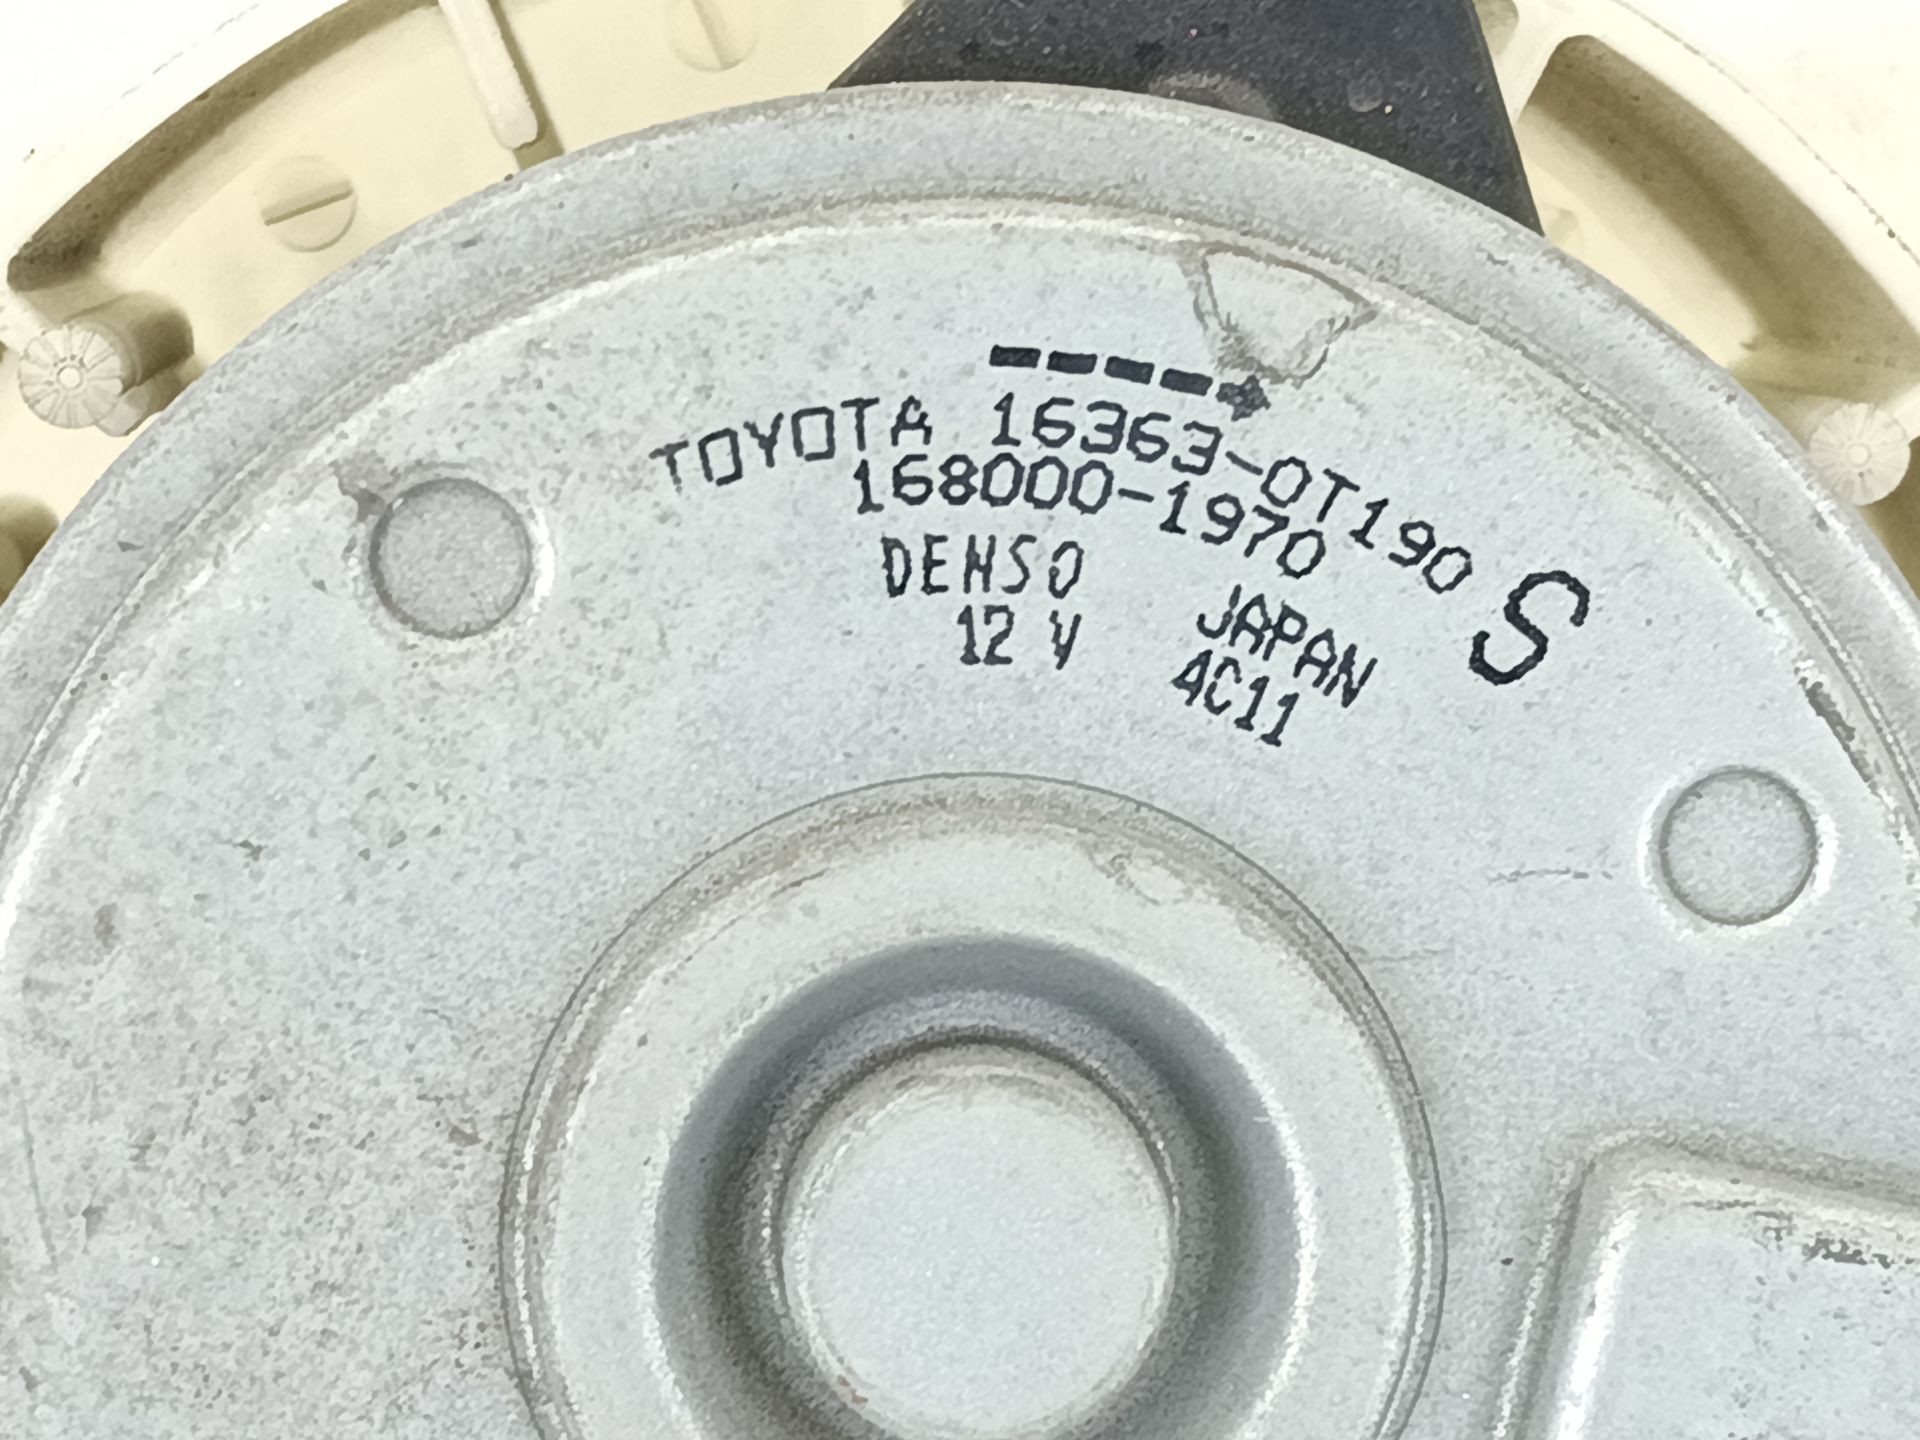 TOYOTA 16363-0T190
168000-1970
DENSO JAPAN
12 V 4C11
S